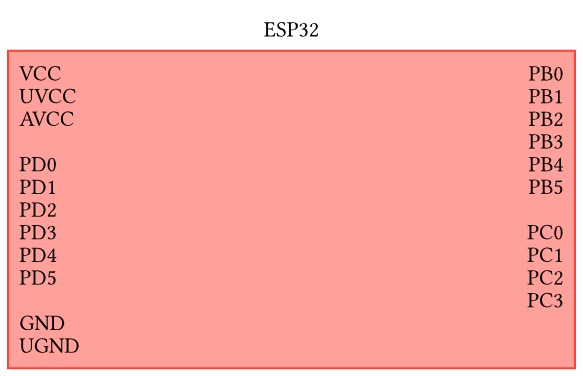 ESP32
VCC
UVCC
AVCC
PD0
PD1
PD2
PD3
PD4
PD5
GND
UGND
PB0
PB1
PB2
PB3
PB4
PB5
PC0
PC1
PC2
PC3